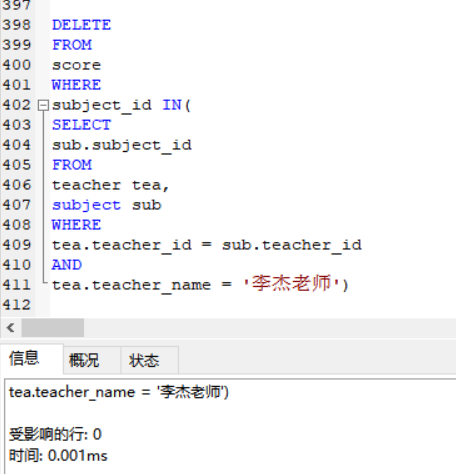 397
398 DELETE
399 FROM
400 score
401 WHERE
402 subject_id IN(
403 SELECT
404 sub.subject_id
405 FROM
406 teacher tea,
407 subject sub
408 WHERE
409 tea.teacher_id = sub.teacher_id
410 AND
411 tea.teacher_name = '李杰老师')
412
信息 概况 状态
tea.teacher_name = '李杰老师')
受影响的行: 0
时间: 0.001ms